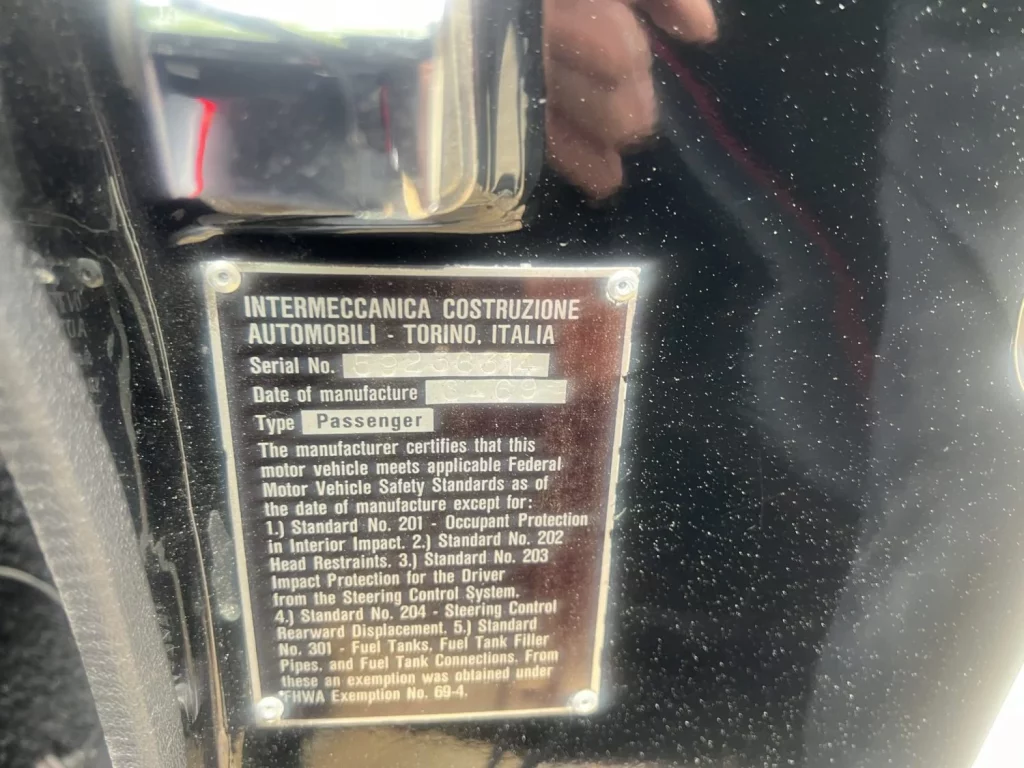 INTERMECCANICA COSTRUZIONE
AUTOMOBILI - TORINO, ITALIA
Serial No.
Date of manufacture
Type Passenger
The manufacturer certifies that this
motor vehicle meets applicable Federal
Motor Vehicle Safety Standards as of
the date of manufacture except for:
1.) Standard No. 201 - Occupant Protection
in Interior Impact. 2.) Standard No. 202
Head Restraints. 3.) Standard No. 203
Impact Protection for the Driver
from the Steering Control System.
4.) Standard No. 204 - Steering Control
Rearward Displacement. 5.) Standard
No. 301 - Fuel Tanks, Fuel Tank Filler
Pipes, and Fuel Tank Connections. From
these an exemption was obtained under
FHWA Exemption No. 69-4.